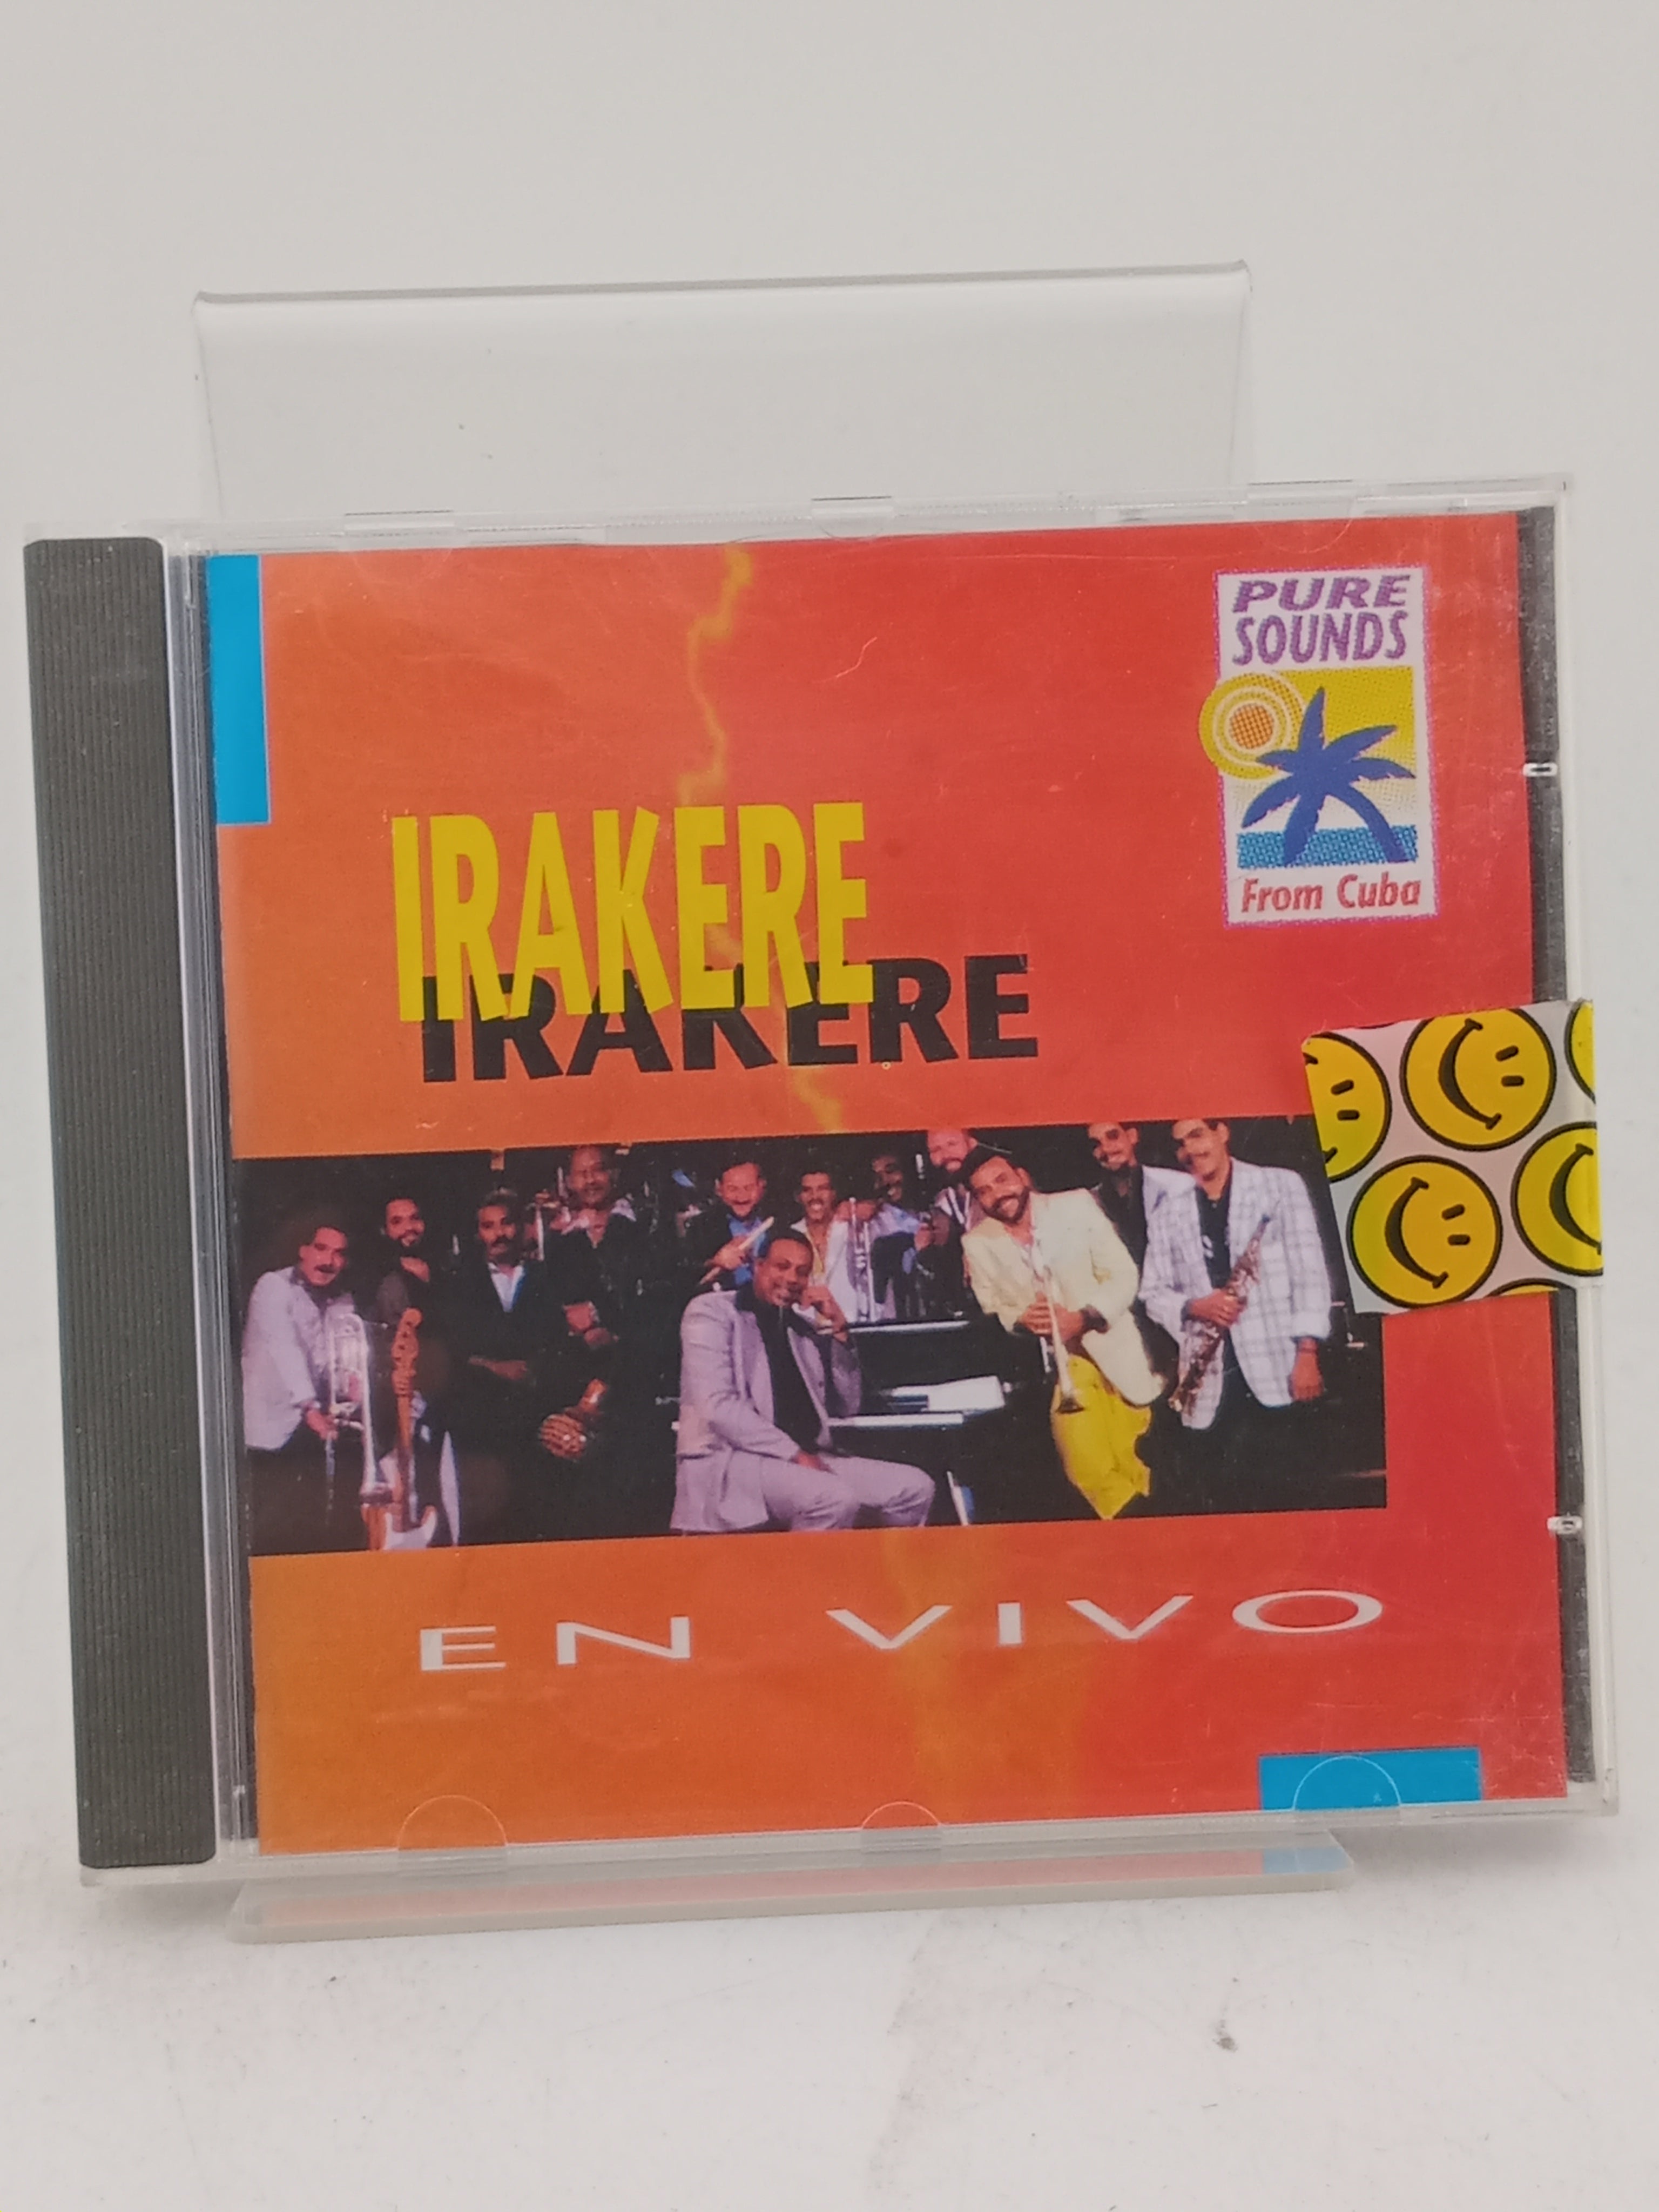 PURE
SOUNDS
From Cuba
IRAKERE
IRAKERE
EN VIVO